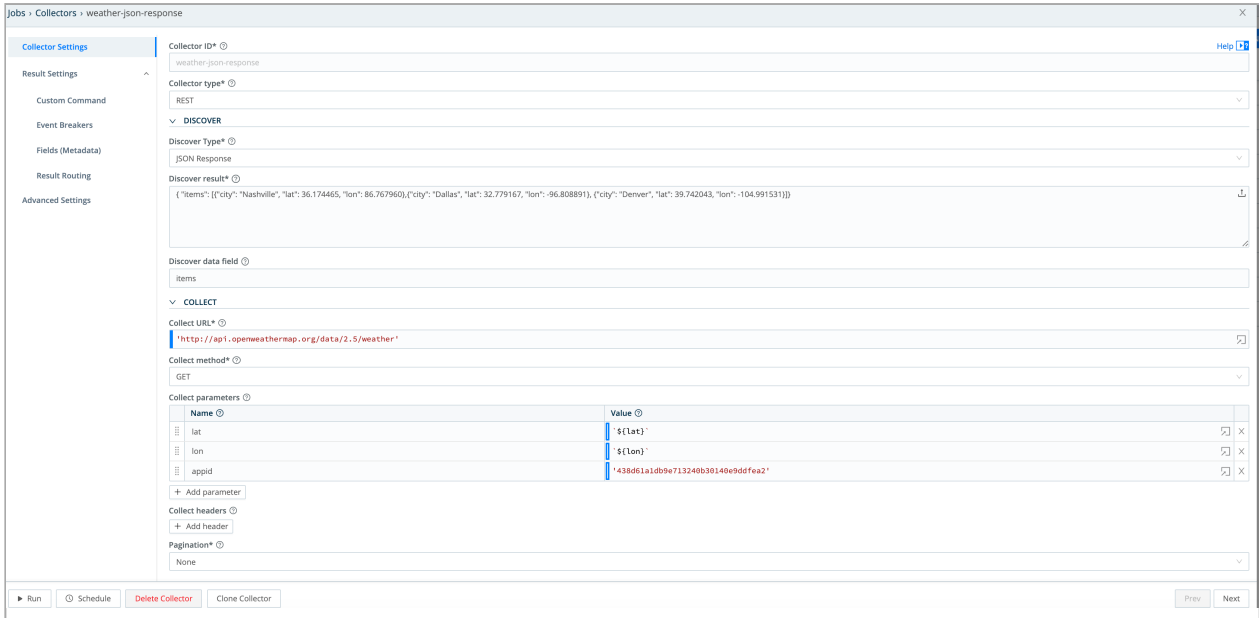 Jobs › Collectors › weather-json-response
Collector Settings
Result Settings
Custom Command
Event Breakers
Fields (Metadata)
Result Routing
Advanced Settings
Collector ID*
Help
weather-json-response
Collector type*
REST
DISCOVER
Discover Type*
JSON Response
Discover result*
{ "items": [{"city": "Nashville", "lat": 36.174465, "lon": 86.767960},{"city": "Dallas", "lat": 32.779167, "lon": -96.808891}, {"city": "Denver", "lat": 39.742043, "lon": -104.991531}]}
Discover data field
items
COLLECT
Collect URL*
'http://api.openweathermap.org/data/2.5/weather'
Collect method*
GET
Collect parameters
Name Value
lat `${lat}`
lon `${lon}`
appid '438d61a1db9e713240b30140e9ddfea2'
+ Add parameter
Collect headers
+ Add header
Pagination*
None
Run Schedule Delete Collector Clone Collector Prev Next